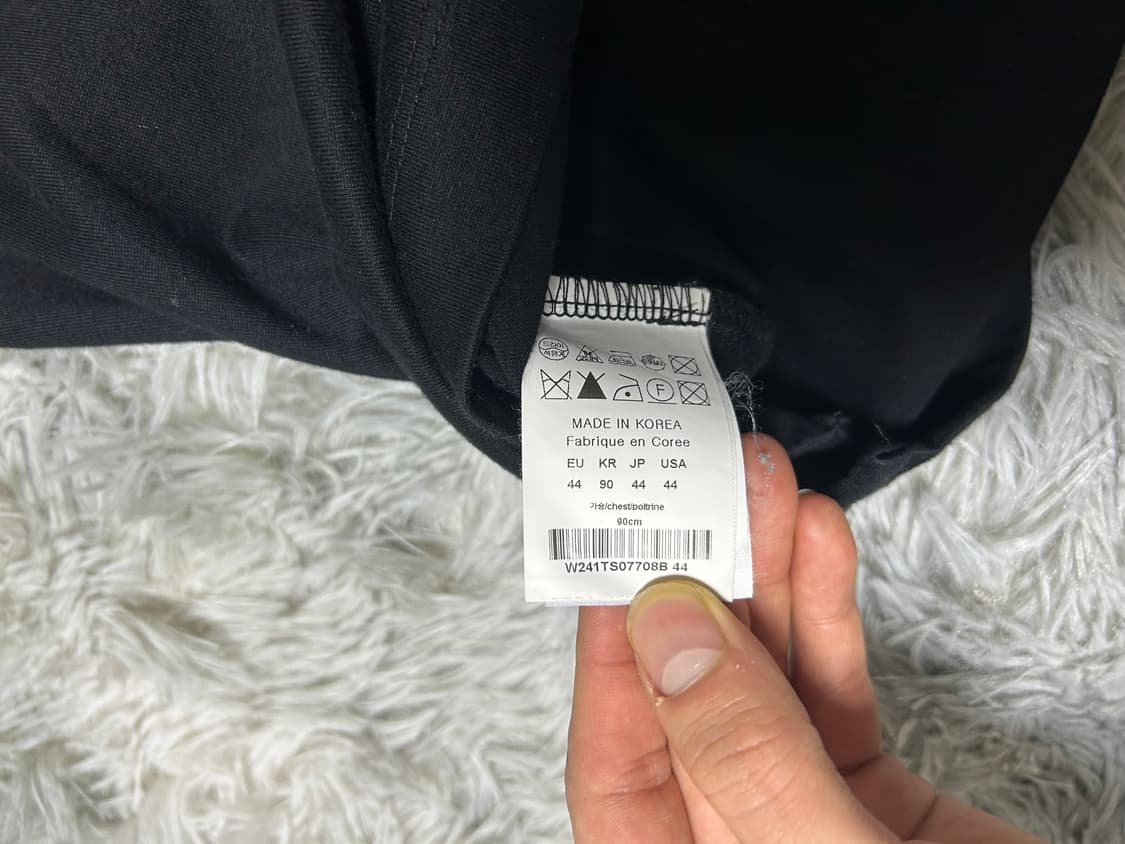 F
MADE IN KOREA
Fabrique en Coree
EU KR JP USA
44 90 44 44
가슴/chest/poltrine
90cm
W241TS07708B 44